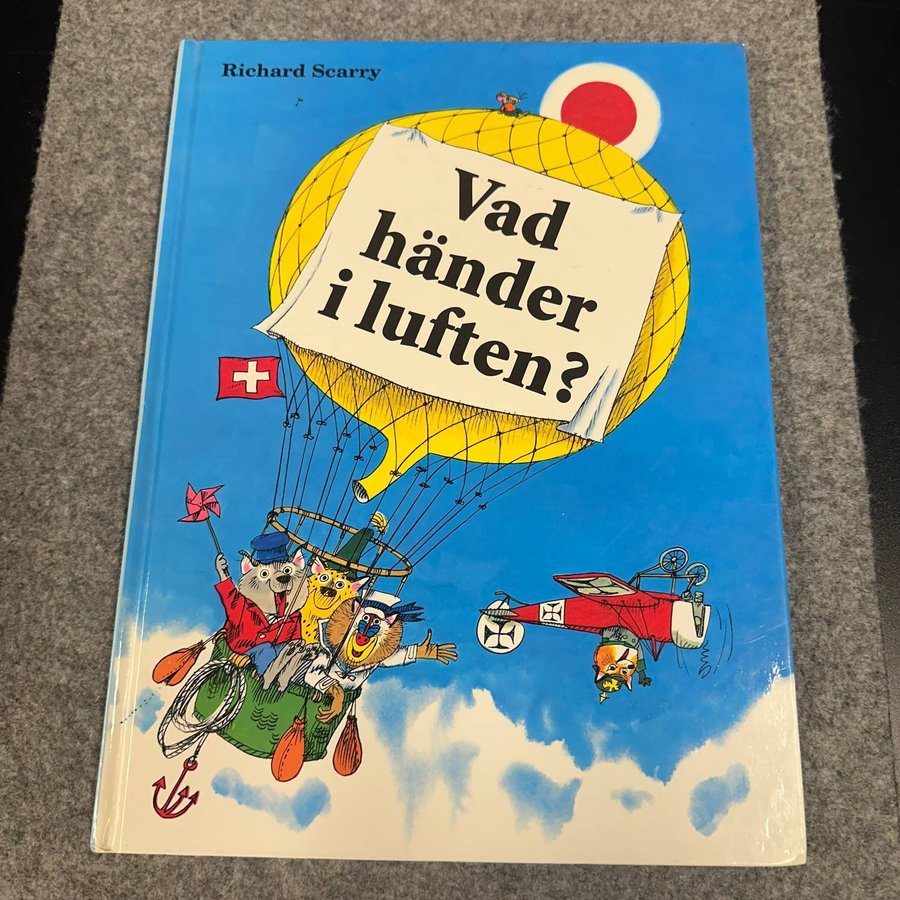 Richard Scarry
Vad
händer
i luften?